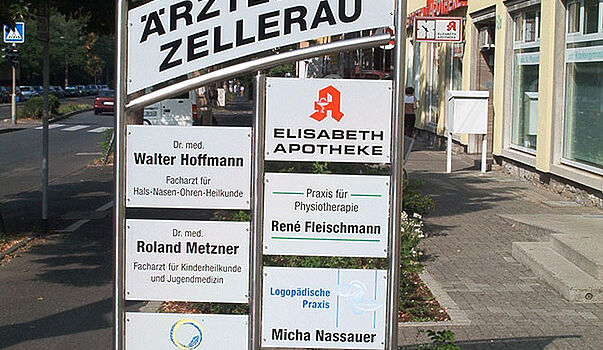 ZELLERAU
Dr. med.
Walter Hoffmann
Facharzt für
Hals-Nasen-Ohren-Heilkunde
Dr. med.
Roland Metzner
Facharzt für Kinderheilkunde
und Jugendmedizin
ELISABETH
APOTHEKE
Praxis für
Physiotherapie
René Fleischmann
Logopädische
Praxis
Micha Nassauer
APOTHEKE